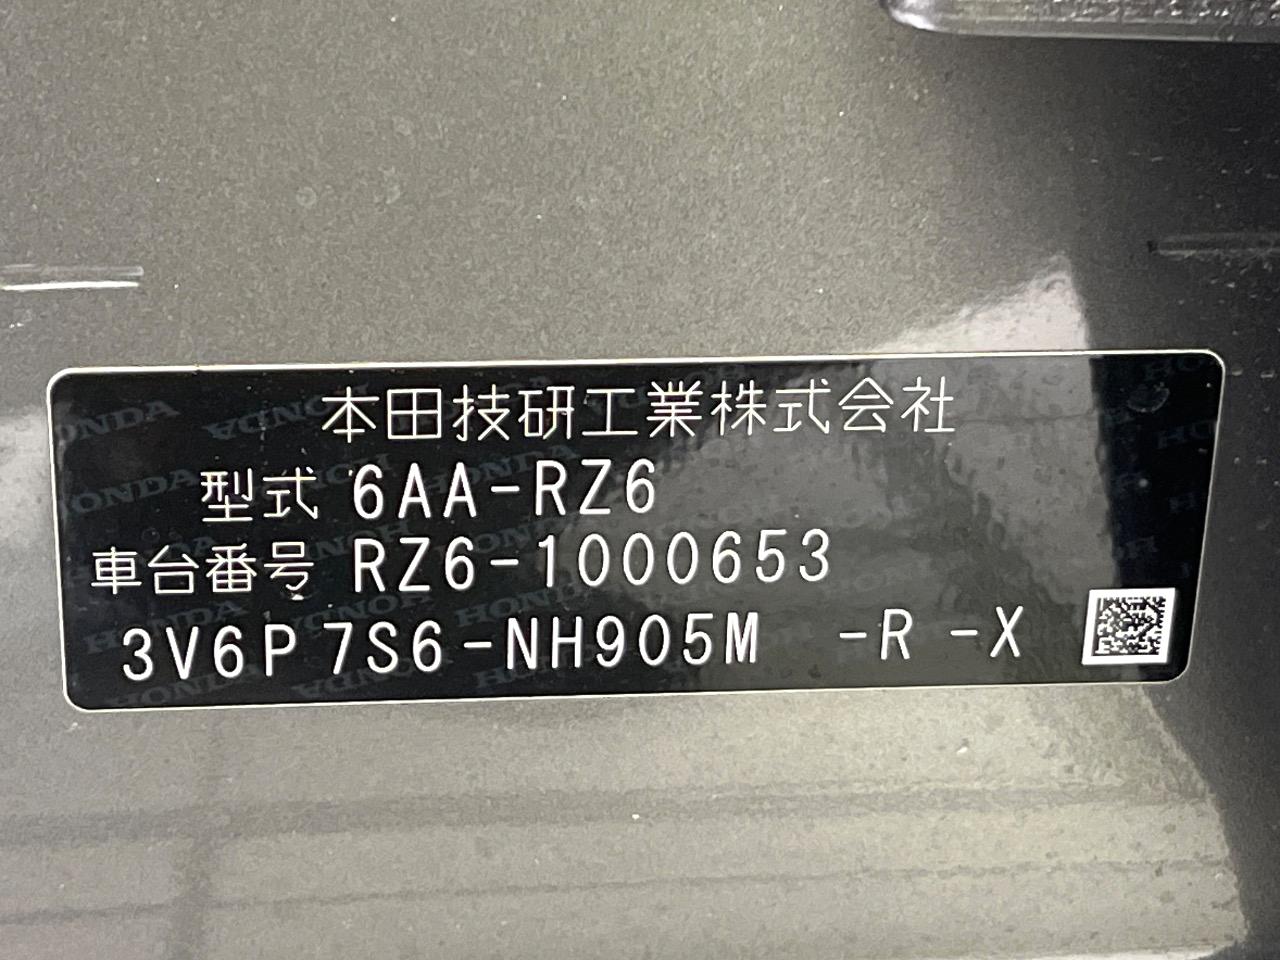 本田技研工業株式会社
型式 6AA-RZ6
車台番号 RZ6-1000653
3V6P 7S6-NH905M -R -X